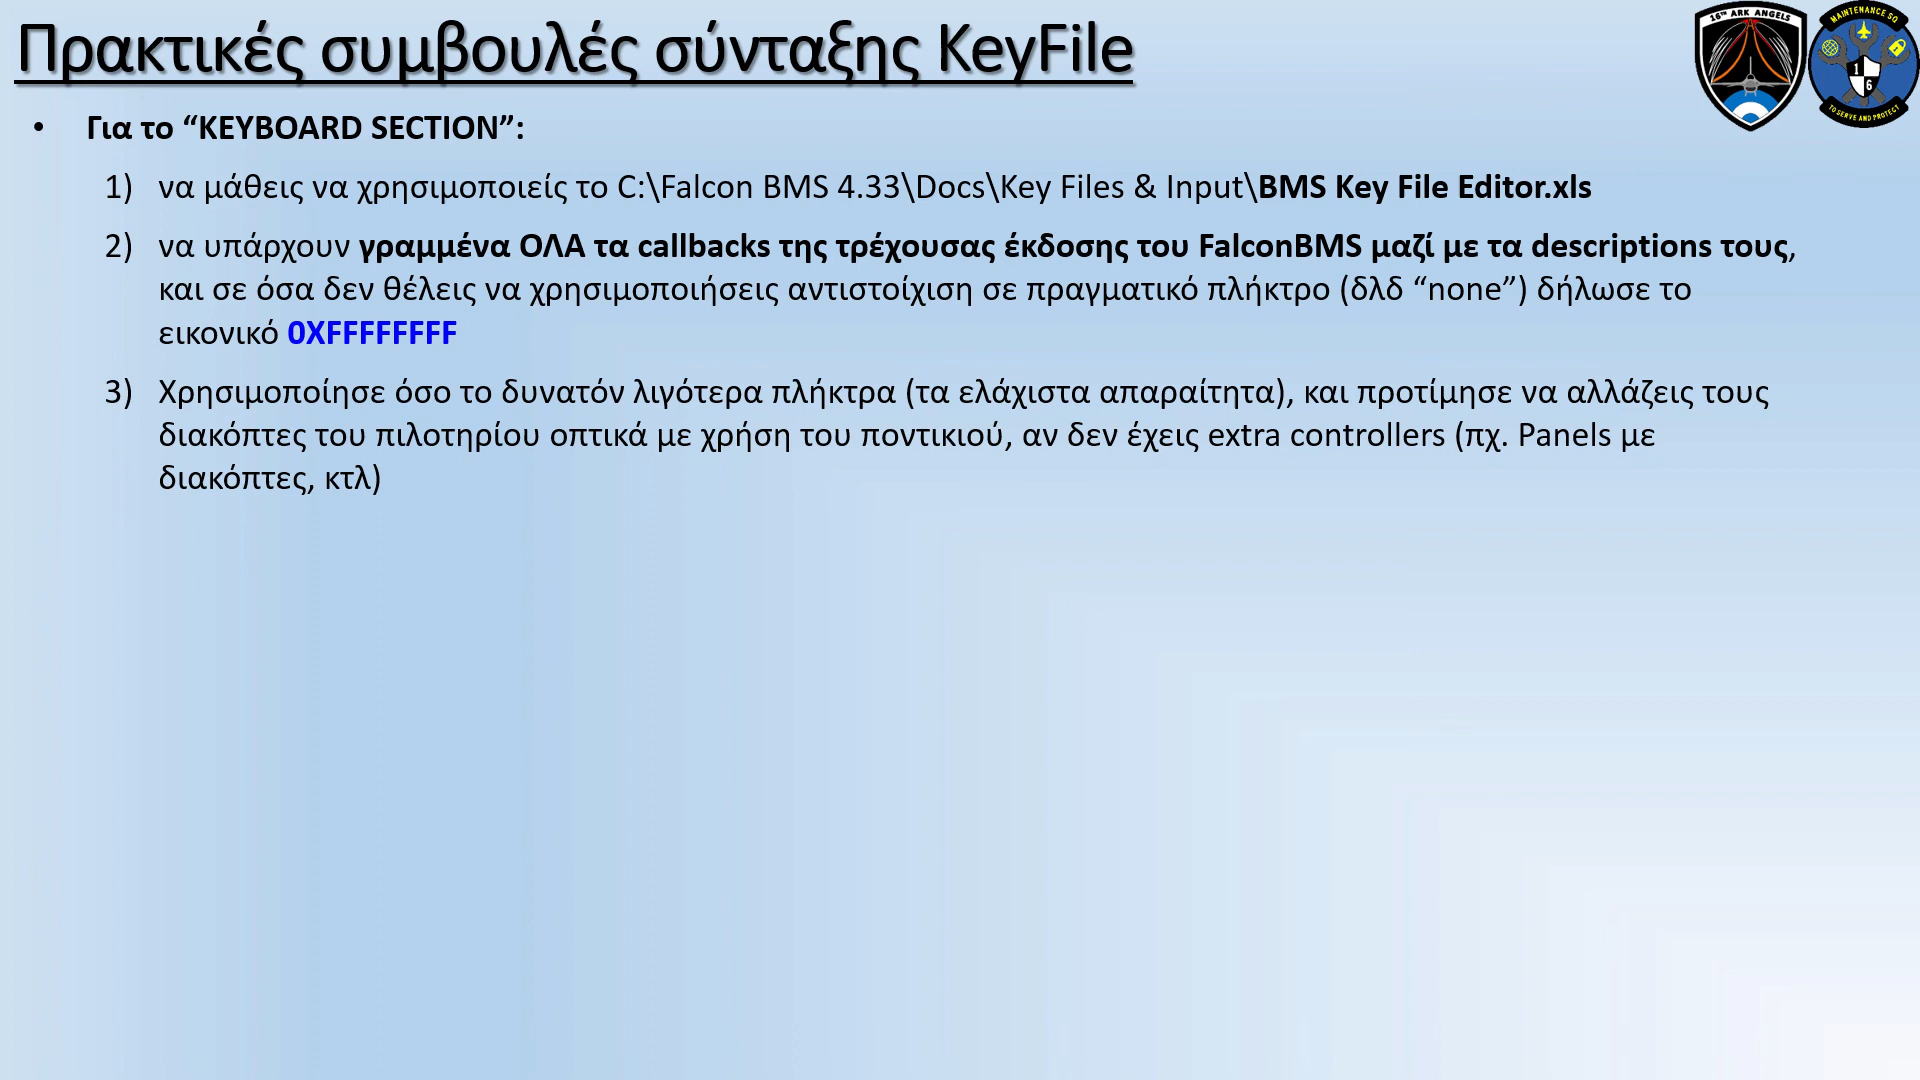 Πρακτικές συμβουλές σύνταξης KeyFile
16TH ARK ANGELS
MAINTENANCE SQ
1
6
TO SERVE AND PROTECT
• Για το “KEYBOARD SECTION”:
1) να μάθεις να χρησιμοποιείς το C:\Falcon BMS 4.33\Docs\Key Files & Input\BMS Key File Editor.xls
2) να υπάρχουν γραμμένα ΟΛΑ τα callbacks της τρέχουσας έκδοσης του FalconBMS μαζί με τα descriptions τους,
και σε όσα δεν θέλεις να χρησιμοποιήσεις αντιστοίχιση σε πραγματικό πλήκτρο (δλδ “none”) δήλωσε το
εικονικό 0XFFFFFFFF
3) Χρησιμοποίησε όσο το δυνατόν λιγότερα πλήκτρα (τα ελάχιστα απαραίτητα), και προτίμησε να αλλάζεις τους
διακόπτες του πιλοτηρίου οπτικά με χρήση του ποντικιού, αν δεν έχεις extra controllers (πχ. Panels με
διακόπτες, κτλ)